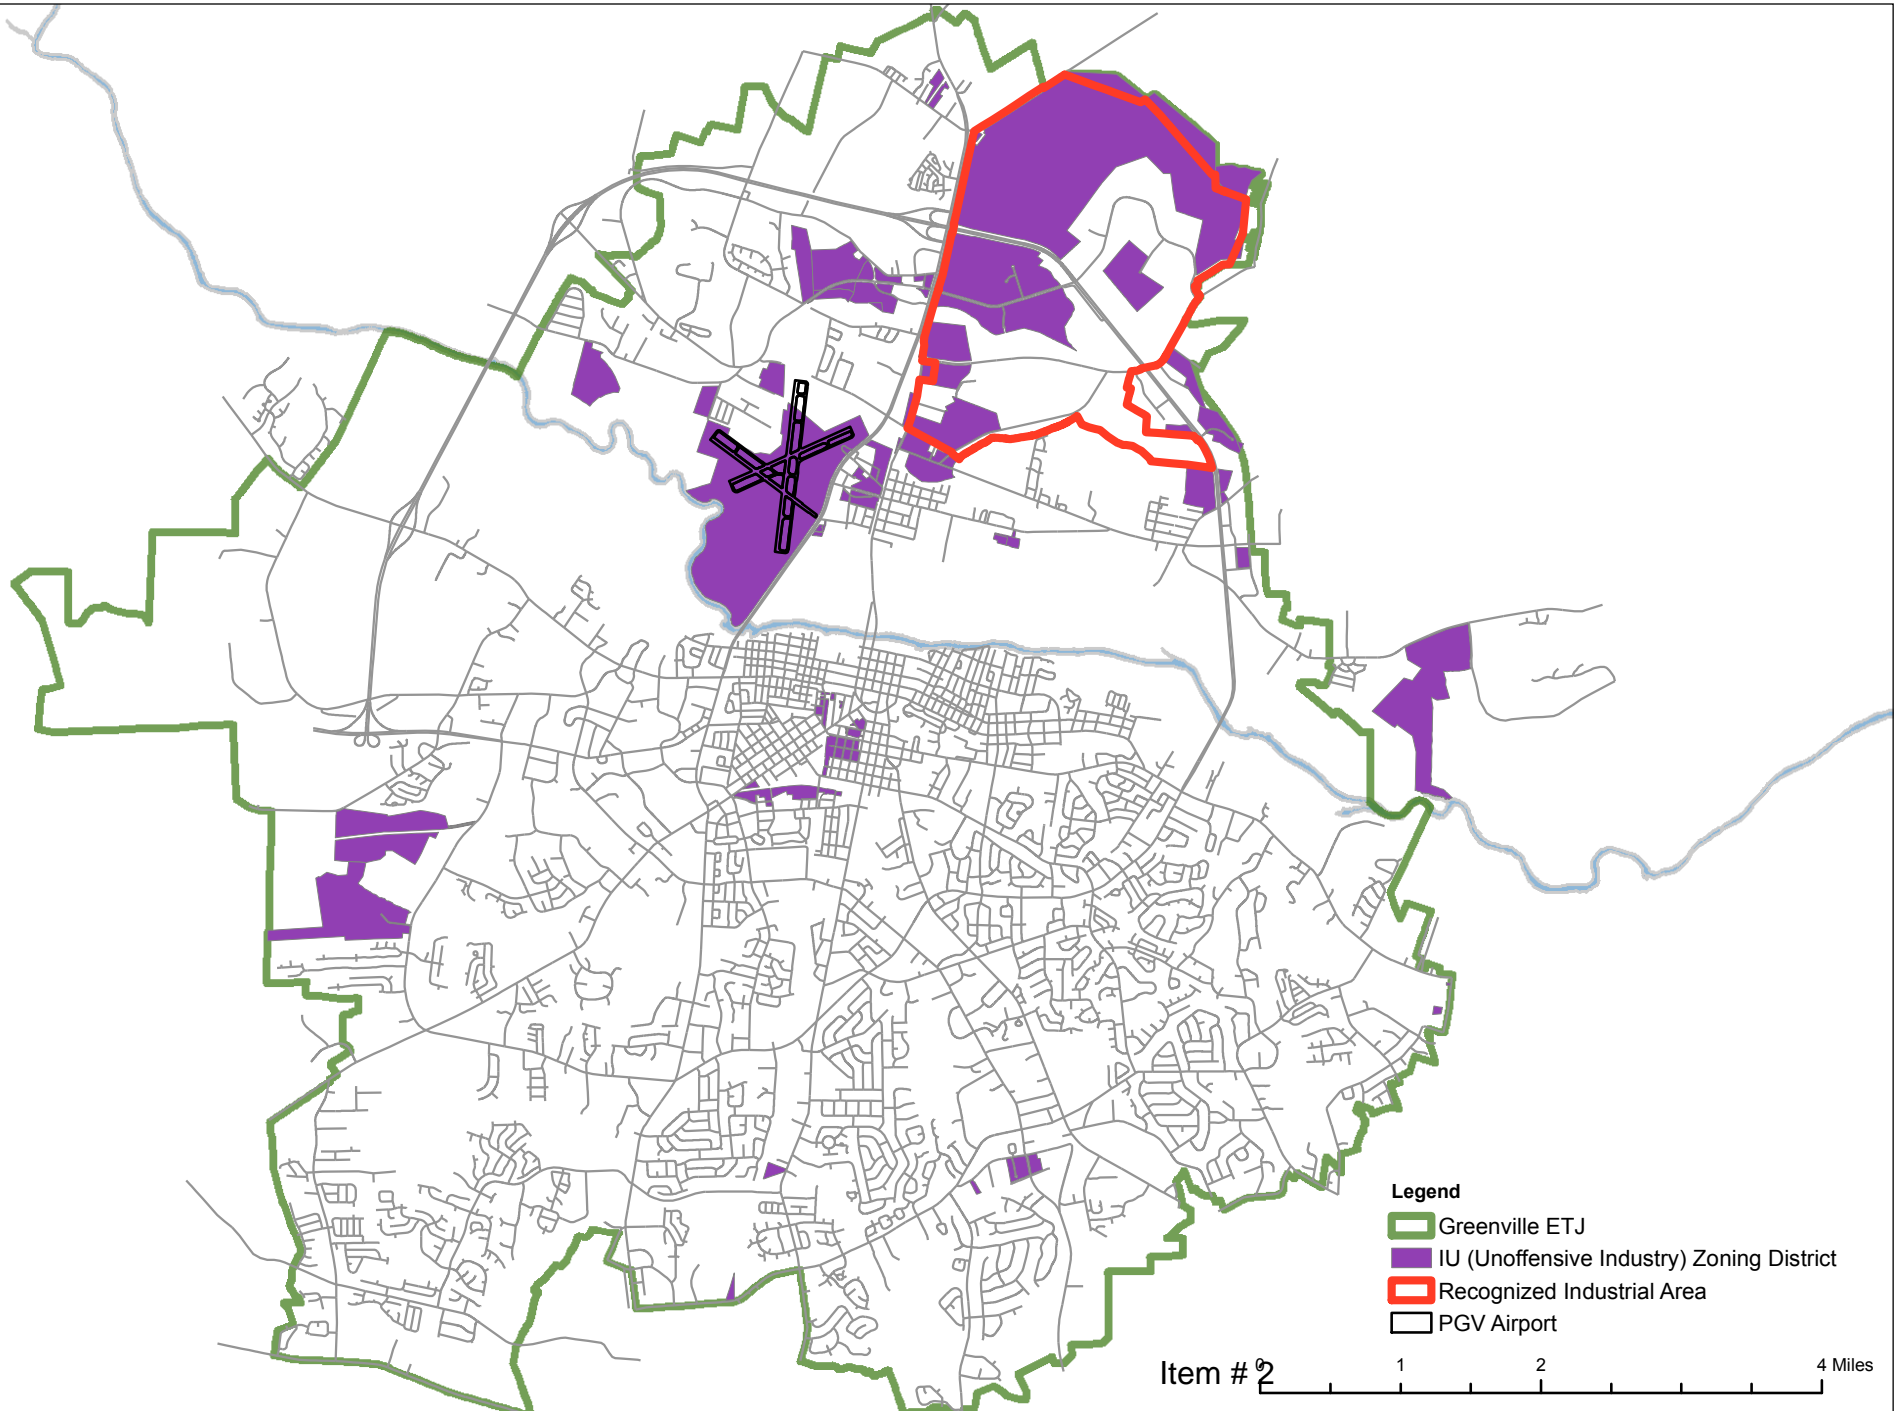 Legend
Greenville ETJ
IU (Unoffensive Industry) Zoning District
Recognized Industrial Area
PGV Airport
Item # 2
0 1 2 4 Miles